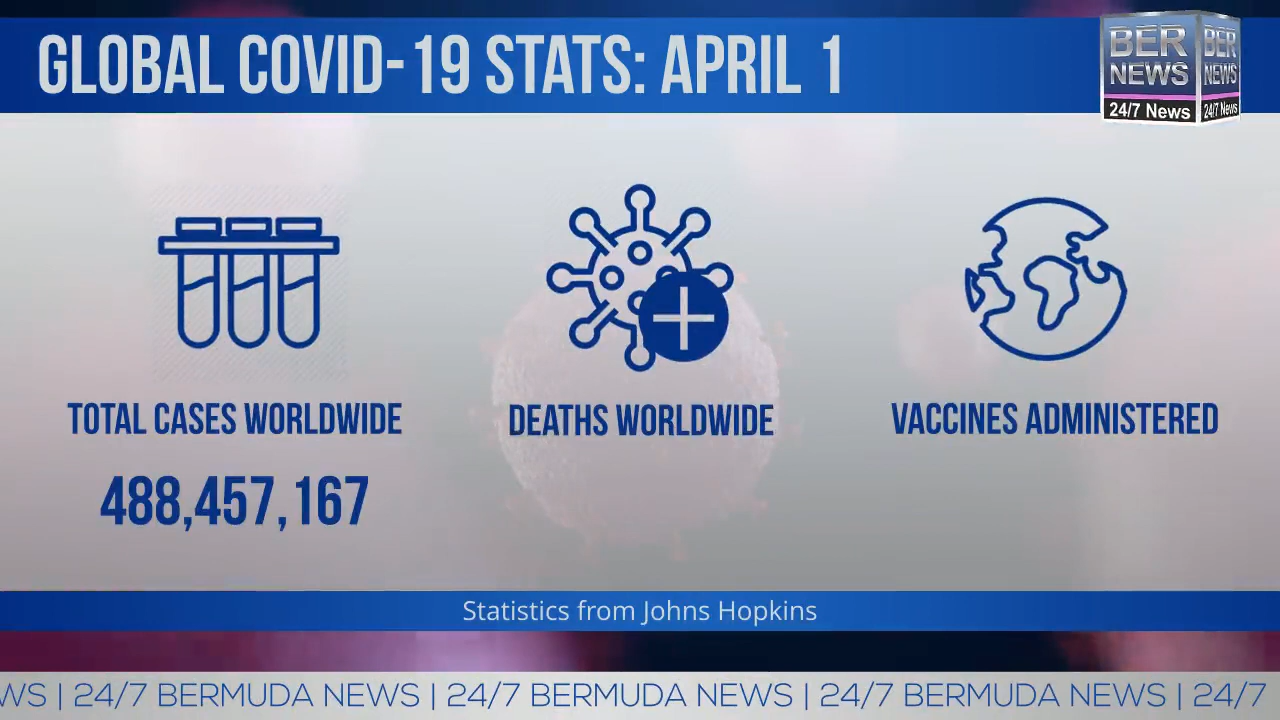 GLOBAL COVID-19 STATS: APRIL 1
BER NEWS
24/7 News
BER NEWS
24/7 News
TOTAL CASES WORLDWIDE
DEATHS WORLDWIDE
VACCINES ADMINISTERED
488,457,167
Statistics from Johns Hopkins
WS | 24/7 BERMUDA NEWS | 24/7 BERMUDA NEWS | 24/7 BERMUDA NEWS | 24/7